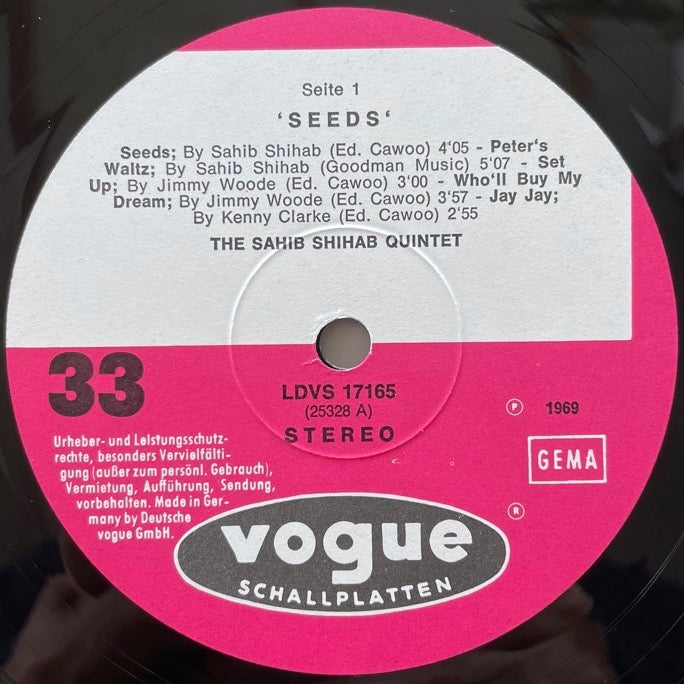 Seite 1
‘SEEDS‘
Seeds; By Sahib Shihab (Ed. Cawoo) 4‘05 - Peter‘s
Waltz; By Sahib Shihab (Goodman Music) 5‘07 - Set
Up; By Jimmy Woode (Ed. Cawoo) 3‘00 - Who‘ll Buy My
Dream; By Jimmy Woode (Ed. Cawoo) 3‘57 - Jay Jay;
By Kenny Clarke (Ed. Cawoo) 2‘55
THE SAHIB SHIHAB QUINTET
33
LDVS 17165
(25328 A)
STEREO
Ⓟ 1969
GEMA
Urheber- und Leistungsschutz-
rechte, besonders Vervielfälti-
gung (außer zum persönl. Gebrauch),
Vermietung, Aufführung, Sendung,
vorbehalten. Made in Ger-
many by Deutsche
vogue GmbH.
®
vogue
SCHALLPLATTEN